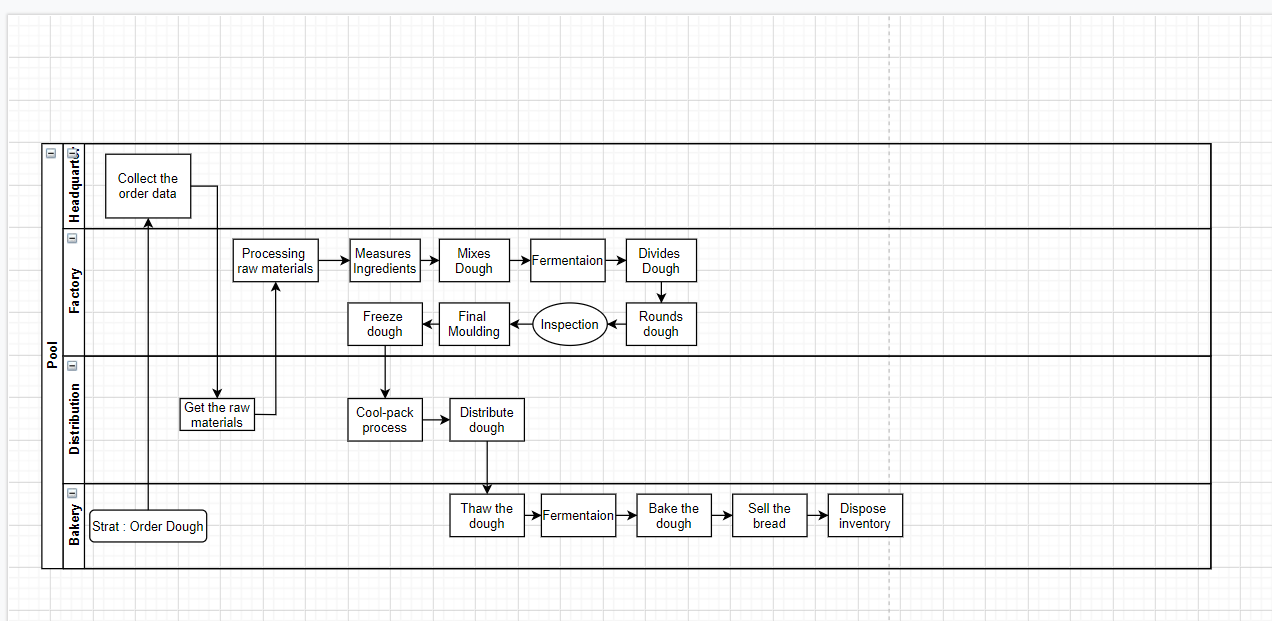 Pool
Headquarter
Collect the
order data
Factory
Processing
raw materials
Measures
Ingredients
Mixes
Dough
Fermentaion
Divides
Dough
Freeze
dough
Final
Moulding
Inspection
Rounds
dough
Distribution
Get the raw
materials
Cool-pack
process
Distribute
dough
Bakery
Strat : Order Dough
Thaw the
dough
Fermentaion
Bake the
dough
Sell the
bread
Dispose
inventory